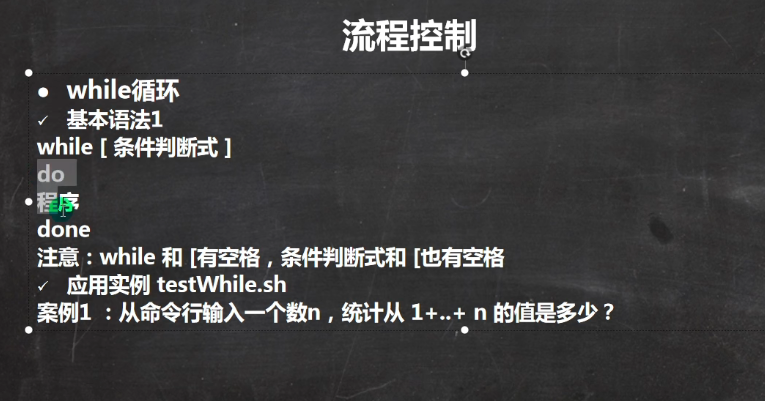 流程控制
● while循环
✓ 基本语法1
while [ 条件判断式 ]
do
程序
done
注意：while 和 [有空格，条件判断式和 [也有空格
✓ 应用实例 testWhile.sh
案例1 ：从命令行输入一个数n，统计从 1+..+ n 的值是多少？